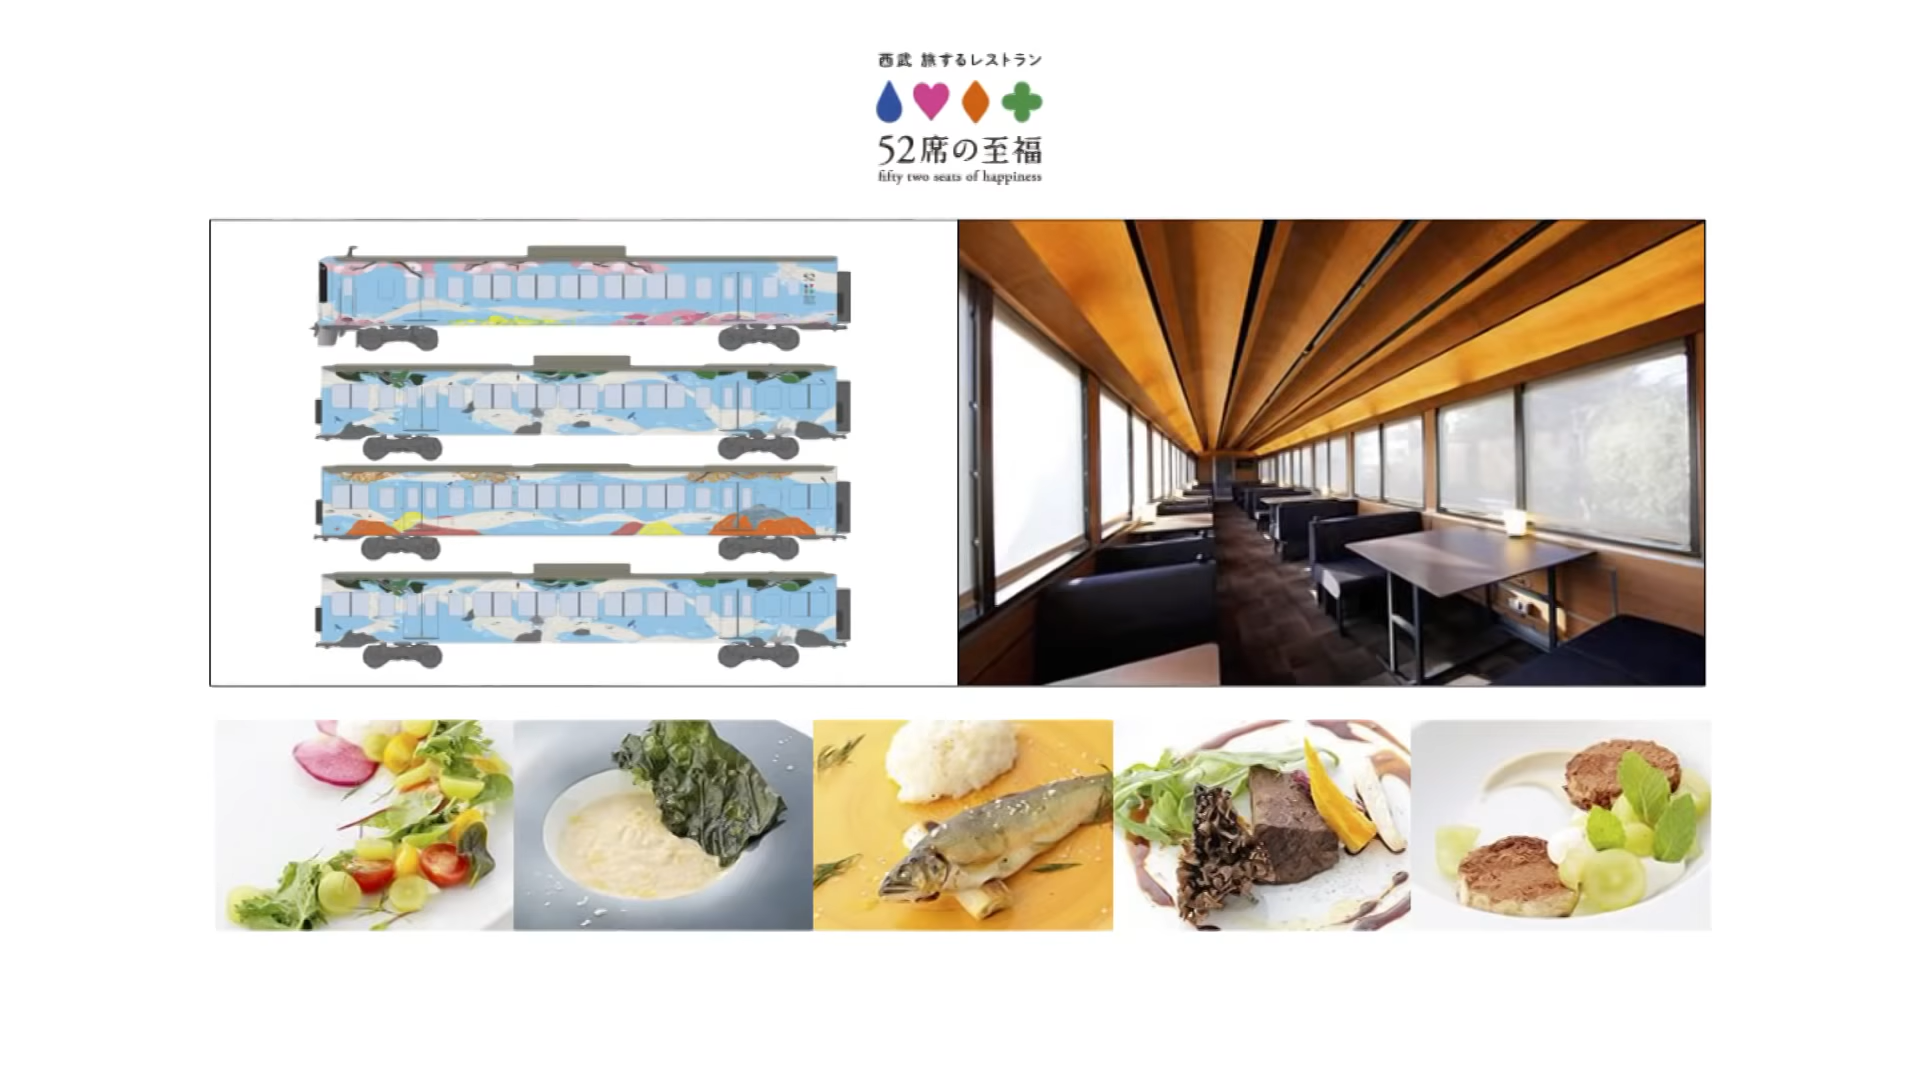 西武 旅するレストラン
52席の至福
fifty two seats of happiness
52